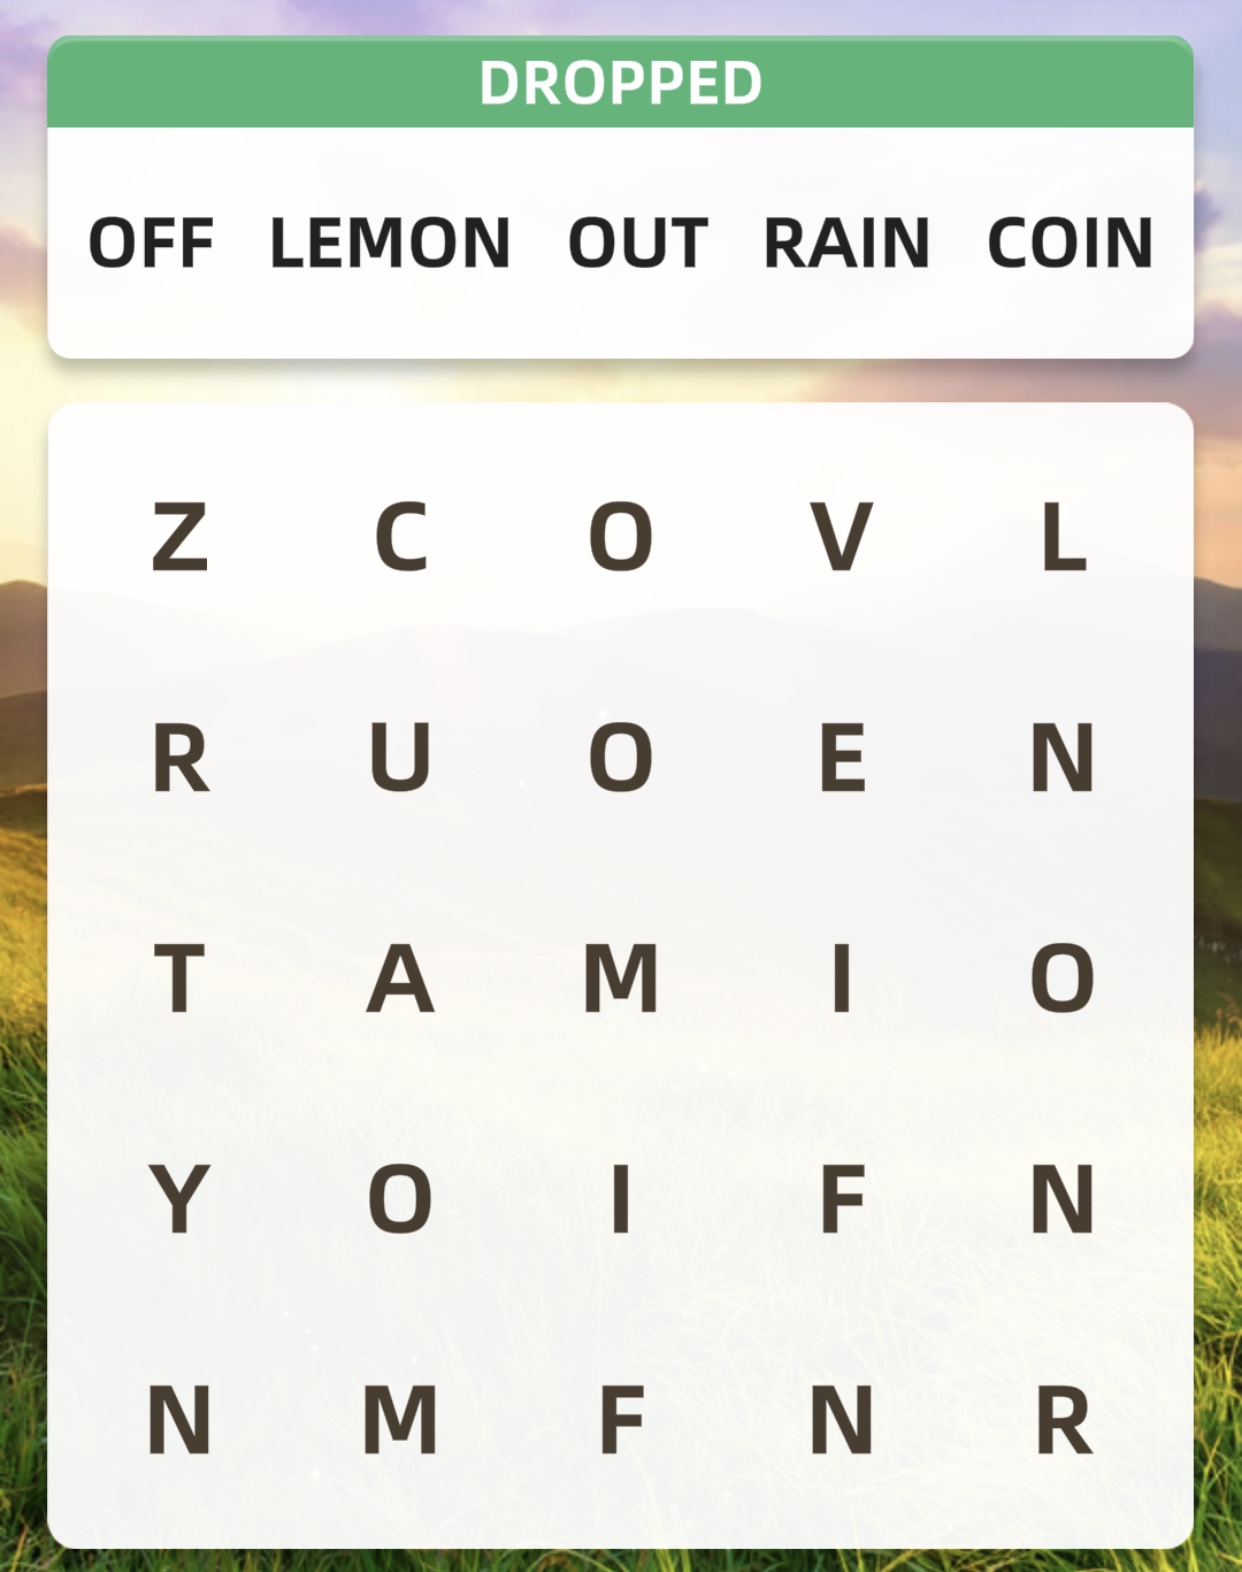 DROPPED
OFF LEMON OUT RAIN COIN
Z C O V L
R U O E N
T A M I O
Y O I F N
N M F N R